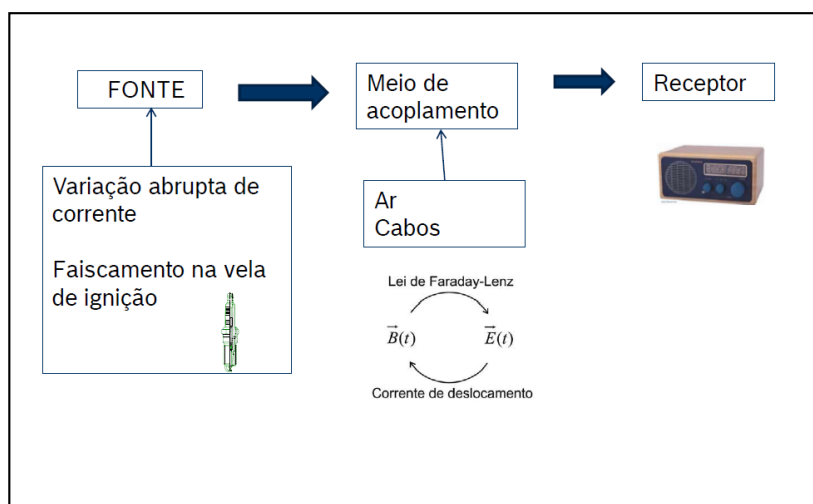 FONTE
Meio de
acoplamento
Receptor
Variação abrupta de
corrente
Faiscamento na vela
de ignição
Ar
Cabos
Lei de Faraday-Lenz
B⃗(t) E⃗(t)
Corrente de deslocamento